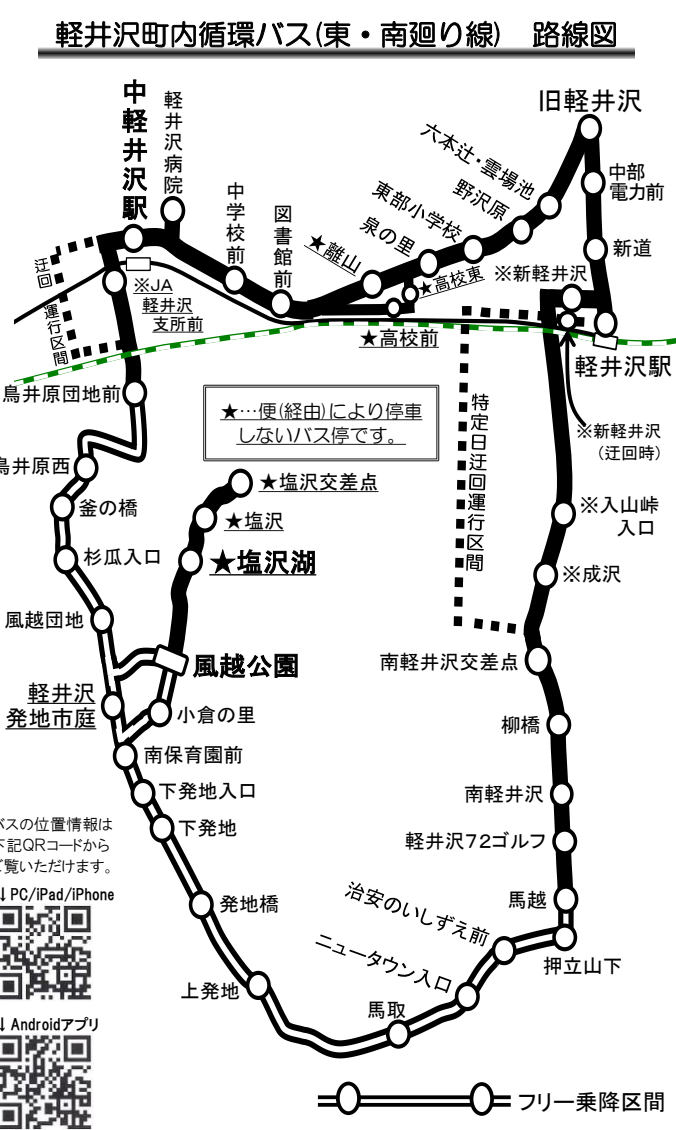 軽井沢町内循環バス(東・南廻り線)　路線図
中軽井沢駅
軽井沢病院
中学校前
図書館前
★離山
泉の里
東部小学校
野沢原
六本辻・雲場池
旧軽井沢
中部
電力前
新道
※新軽井沢
★高校東
★高校前
軽井沢駅
※新軽井沢
（迂回時）
迂回
運行区間
※JA
軽井沢
支所前
鳥井原団地前
鳥井原西
釜の橋
杉瓜入口
風越団地
軽井沢
発地市庭
★…便(経由)により停車
しないバス停です。
★塩沢交差点
★塩沢
★塩沢湖
風越公園
小倉の里
南保育園前
下発地入口
下発地
発地橋
上発地
馬取
ニュータウン入口
治安のいしずえ前
押立山下
馬越
軽井沢72ゴルフ
南軽井沢
柳橋
南軽井沢交差点
※成沢
※入山峠
入口
特定日迂回運行区間
バスの位置情報は
下記QRコードから
ご覧いただけます。
↓PC/iPad/iPhone
↓Androidアプリ
フリー乗降区間